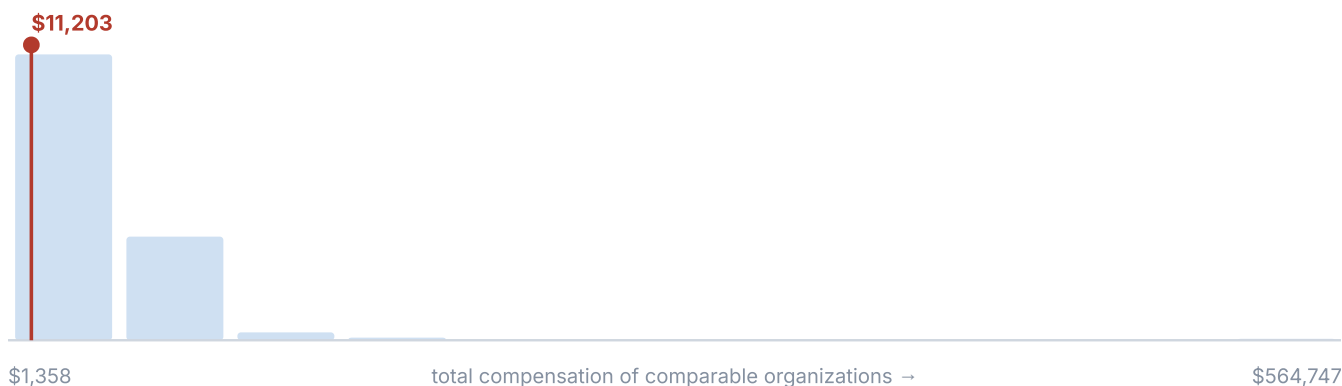 $11,203
$1,358
total compensation of comparable organizations →
$564,747